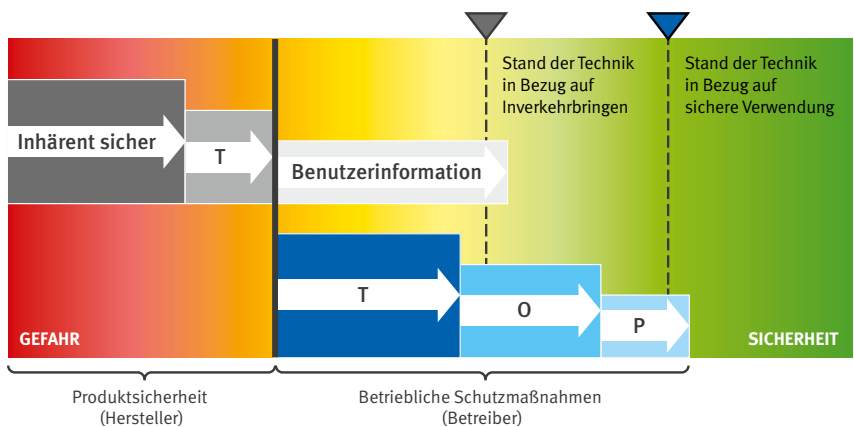 Stand der Technik
in Bezug auf
Inverkehrbringen
Stand der Technik
in Bezug auf
sichere Verwendung
Inhärent sicher
T
Benutzerinformation
T
O
P
GEFAHR
SICHERHEIT
Produktsicherheit
(Hersteller)
Betriebliche Schutzmaßnahmen
(Betreiber)